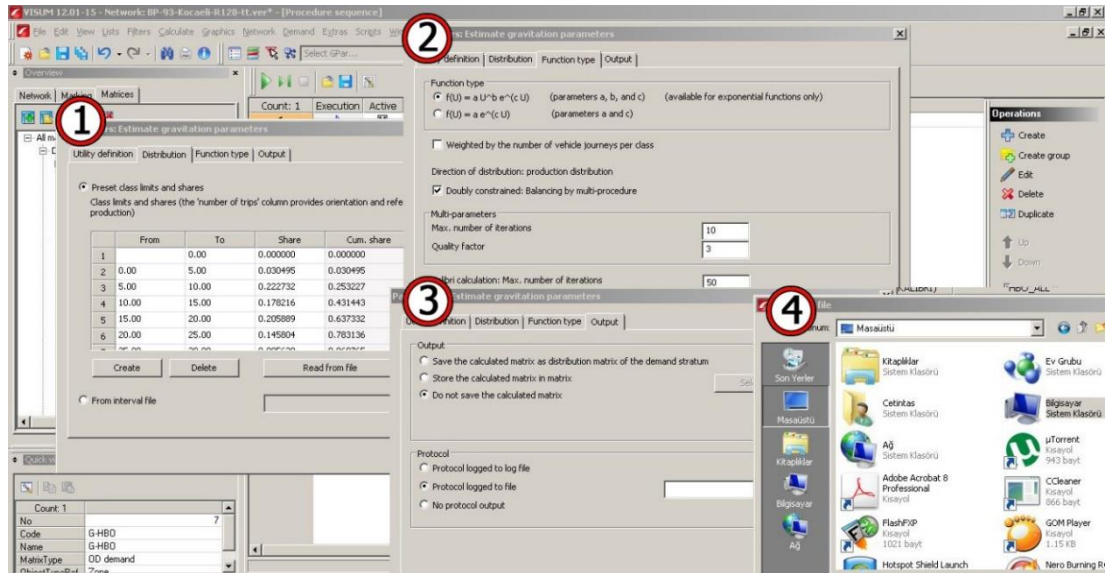 VISUM 12.01-15 - Network: BP-93-Kocaeli-R128-tt.ver* - [Procedure sequence]
File Edit View Lists Filters Calculate Graphics Network Demand Extras Scripts
Select GPar...
Overview
Network Marking Matrices
Count: 1 Execution Active
1
: Estimate gravitation parameters
Utility definition Distribution Function type Output
Preset class limits and shares
Class limits and shares (the 'number of trips' column provides orientation and refe
production)
From To Share Cum. share
1 0.00 0.000000 0.000000
2 0.00 5.00 0.030495 0.030495
3 5.00 10.00 0.222732 0.253227
4 10.00 15.00 0.178216 0.431443
5 15.00 20.00 0.205889 0.637332
6 20.00 25.00 0.145804 0.783136
Create Delete Read from file
From interval file
Count: 1
No 7
Code G-HBO
Name G-HBO
MatrixType OD demand
ObjectTypeRef Zone
2
s: Estimate gravitation parameters
definition Distribution Function type Output
Function type
f(U) = a U^b e^(c U) (parameters a, b, and c) (available for exponential functions only)
f(U) = a e^(c U) (parameters a and c)
Weighted by the number of vehicle journeys per class
Direction of distribution: production distribution
Doubly constrained: Balancing by multi-procedure
Multi-parameters
Max. number of iterations 10
Quality factor 3
libri calculation: Max. number of iterations 50
Operations
Create
Create group
Edit
Delete
Duplicate
Up
Down
3
Estimate gravitation parameters
nition Distribution Function type Output
Output
Save the calculated matrix as distribution matrix of the demand stratum
Store the calculated matrix in matrix
Do not save the calculated matrix
Protocol
Protocol logged to log file
Protocol logged to file
No protocol output
4
file
num: Masaüstü
Son Yerler
Masaüstü
Kitaplıklar
Bilgisayar
Ağ
Kitaplıklar
Sistem Klasörü
Ev Grubu
Sistem Klasörü
Cetintas
Sistem Klasörü
Bilgisayar
Sistem Klasörü
Ağ
Sistem Klasörü
µTorrent
Kısayol
943 bayt
Adobe Acrobat 8
Professional
Kısayol
CCleaner
Kısayol
866 bayt
FlashFXP
Kısayol
1021 bayt
GOM Player
Kısayol
1.15 KB
Hotspot Shield Launch
Nero Burning